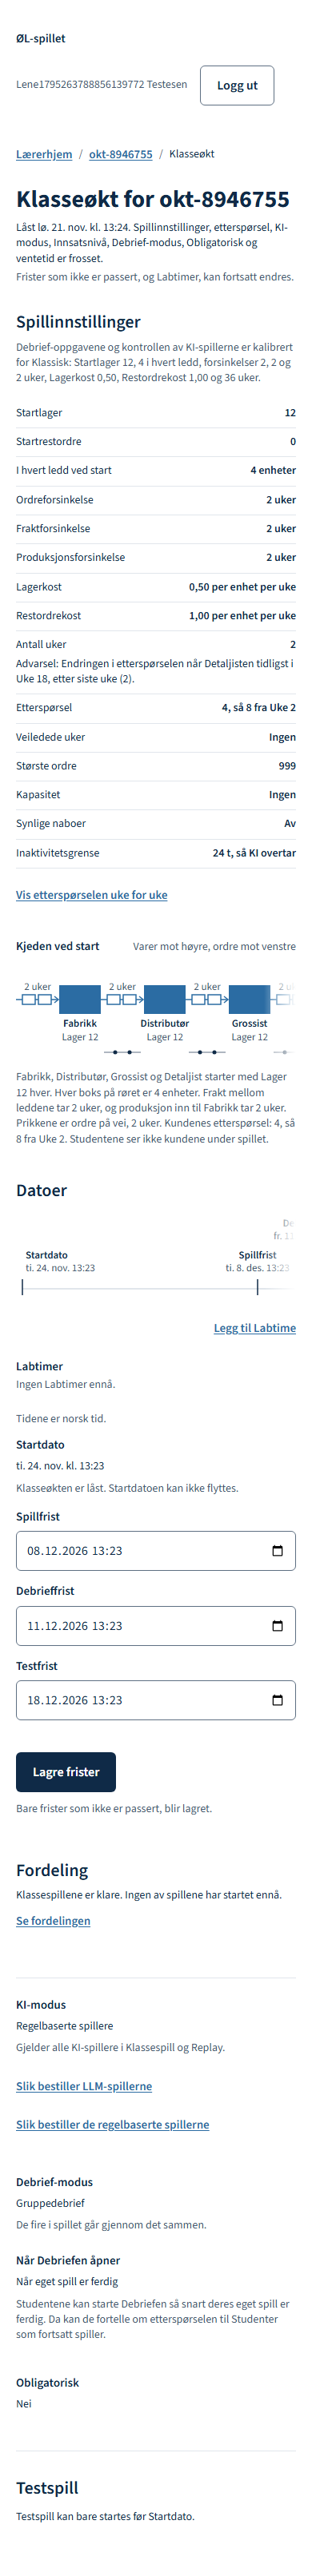 ØL-spillet
Lene1795263788856139772 Testesen
Logg ut
Lærerhjem / okt-8946755 / Klasseøkt
Klasseøkt for okt-8946755
Låst lø. 21. nov. kl. 13:24. Spillinnstillinger, etterspørsel, KI-
modus, Innsatsnivå, Debrief-modus, Obligatorisk og
ventetid er frosset.
Frister som ikke er passert, og Labtimer, kan fortsatt endres.
Spillinnstillinger
Debrief-oppgavene og kontrollen av KI-spillerne er kalibrert
for Klassisk: Startlager 12, 4 i hvert ledd, forsinkelser 2, 2 og
2 uker, Lagerkost 0,50, Restordrekost 1,00 og 36 uker.
Startlager 12
Startrestordre 0
I hvert ledd ved start 4 enheter
Ordreforsinkelse 2 uker
Fraktforsinkelse 2 uker
Produksjonsforsinkelse 2 uker
Lagerkost 0,50 per enhet per uke
Restordrekost 1,00 per enhet per uke
Antall uker 2
Advarsel: Endringen i etterspørselen når Detaljisten tidligst i
Uke 18, etter siste uke (2).
Etterspørsel 4, så 8 fra Uke 2
Veiledede uker Ingen
Største ordre 999
Kapasitet Ingen
Synlige naboer Av
Inaktivitetsgrense 24 t, så KI overtar
Vis etterspørselen uke for uke
Kjeden ved start Varer mot høyre, ordre mot venstre
2 uker 2 uker 2 uker 2 u
Fabrikk Distributør Grossist
Lager 12 Lager 12 Lager 12
Fabrikk, Distributør, Grossist og Detaljist starter med Lager
12 hver. Hver boks på røret er 4 enheter. Frakt mellom
leddene tar 2 uker, og produksjon inn til Fabrikk tar 2 uker.
Prikkene er ordre på vei, 2 uker. Kundenes etterspørsel: 4, så
8 fra Uke 2. Studentene ser ikke kundene under spillet.
Datoer
De
fr. 11
Startdato Spillfrist
ti. 24. nov. 13:23 ti. 8. des. 13:23
Legg til Labtime
Labtimer
Ingen Labtimer ennå.
Tidene er norsk tid.
Startdato
ti. 24. nov. kl. 13:23
Klasseøkten er låst. Startdatoen kan ikke flyttes.
Spillfrist
08.12.2026 13:23
Debrieffrist
11.12.2026 13:23
Testfrist
18.12.2026 13:23
Lagre frister
Bare frister som ikke er passert, blir lagret.
Fordeling
Klassespillene er klare. Ingen av spillene har startet ennå.
Se fordelingen
KI-modus
Regelbaserte spillere
Gjelder alle KI-spillere i Klassespill og Replay.
Slik bestiller LLM-spillerne
Slik bestiller de regelbaserte spillerne
Debrief-modus
Gruppedebrief
De fire i spillet går gjennom det sammen.
Når Debriefen åpner
Når eget spill er ferdig
Studentene kan starte Debriefen så snart deres eget spill er
ferdig. Da kan de fortelle om etterspørselen til Studenter
som fortsatt spiller.
Obligatorisk
Nei
Testspill
Testspill kan bare startes før Startdato.